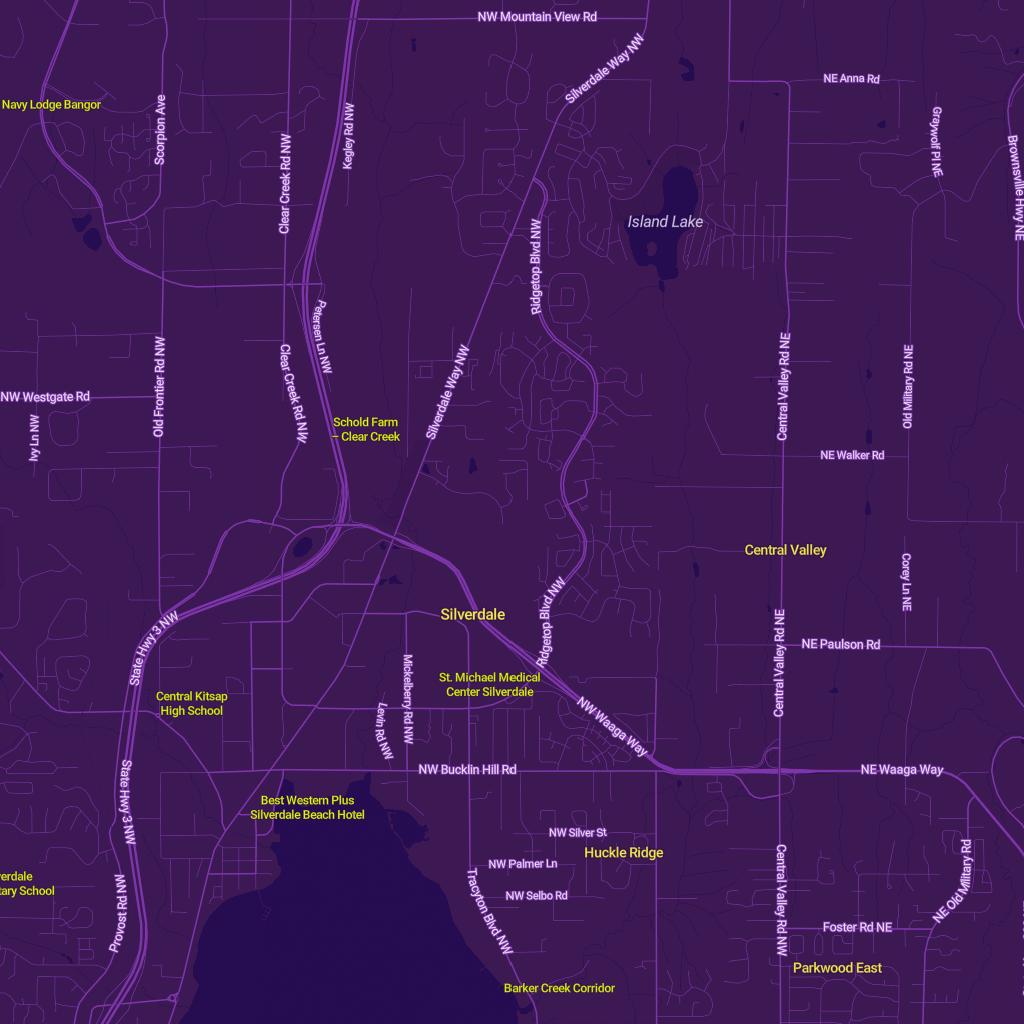 NW Mountain View Rd
Silverdale Way NW
NE Anna Rd
Navy Lodge Bangor
Scorpion Ave
Kegley Rd NW
Clear Creek Rd NW
Graywolf Pl NE
Brownsville Hwy NE
Island Lake
Ridgetop Blvd NW
Petersen Ln NW
Old Frontier Rd NW
Clear Creek Rd NW
Silverdale Way NW
Central Valley Rd NE
Old Military Rd NE
NW Westgate Rd
Ivy Ln NW
Schold Farm
– Clear Creek
NE Walker Rd
Central Valley
Corey Ln NE
Silverdale
Ridgetop Blvd NW
State Hwy 3 NW
Central Valley Rd NE
NE Paulson Rd
Mickelberry Rd NW
St. Michael Medical
Center Silverdale
Central Kitsap
High School
Levin Rd NW
NW Waaga Way
NW Bucklin Hill Rd
NE Waaga Way
State Hwy 3 NW
Best Western Plus
Silverdale Beach Hotel
NW Silver St
Huckle Ridge
NW Palmer Ln
verdale
tary School
NW Selbo Rd
Tracyton Blvd NW
Central Valley Rd NW
NE Old Military Rd
Provost Rd NW
Foster Rd NE
Parkwood East
Barker Creek Corridor